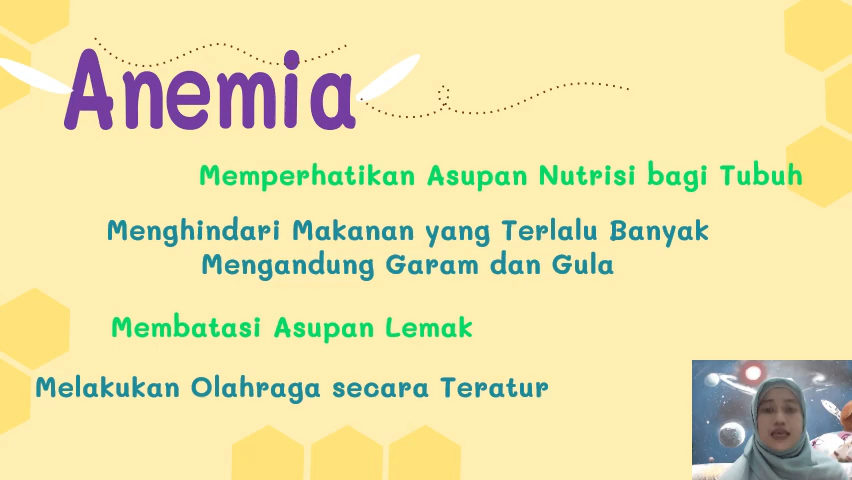 Anemia
Memperhatikan Asupan Nutrisi bagi Tubuh
Menghindari Makanan yang Terlalu Banyak
Mengandung Garam dan Gula
Membatasi Asupan Lemak
Melakukan Olahraga secara Teratur